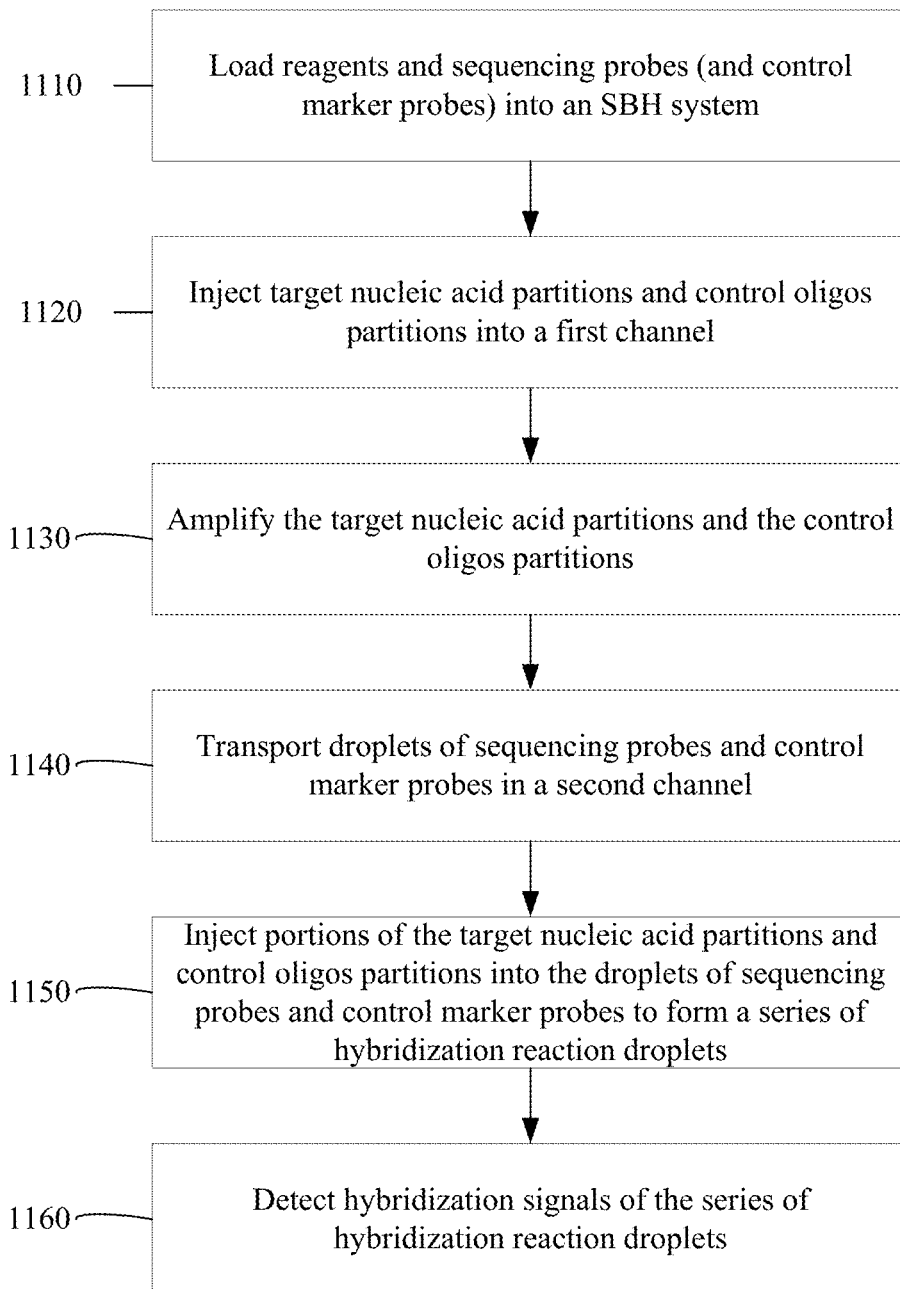 1110
Load reagents and sequencing probes (and control
marker probes) into an SBH system
1120
Inject target nucleic acid partitions and control oligos
partitions into a first channel
1130
Amplify the target nucleic acid partitions and the control
oligos partitions
1140
Transport droplets of sequencing probes and control
marker probes in a second channel
1150
Inject portions of the target nucleic acid partitions and
control oligos partitions into the droplets of sequencing
probes and control marker probes to form a series of
hybridization reaction droplets
1160
Detect hybridization signals of the series of
hybridization reaction droplets